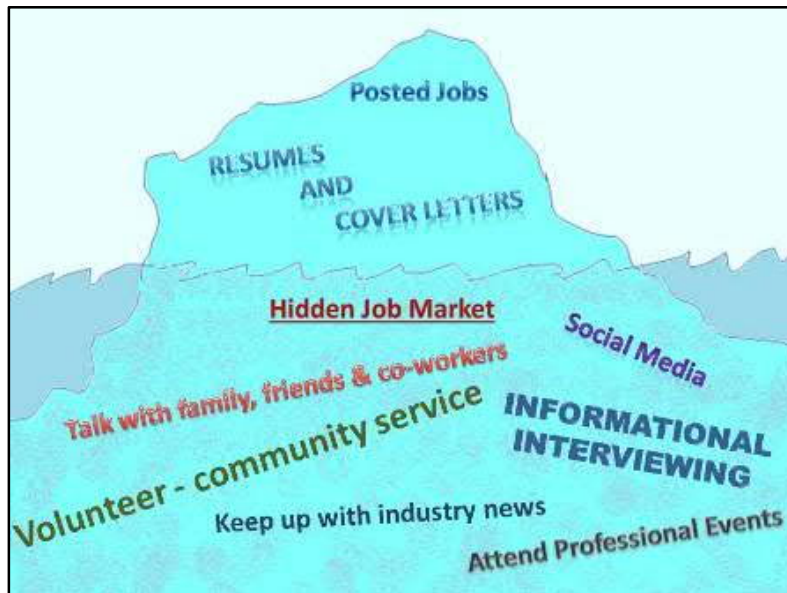 Posted Jobs
RESUMES
AND
COVER LETTERS
Hidden Job Market
Social Media
Talk with family, friends & co-workers
INFORMATIONAL
INTERVIEWING
Volunteer - community service
Keep up with industry news
Attend Professional Events